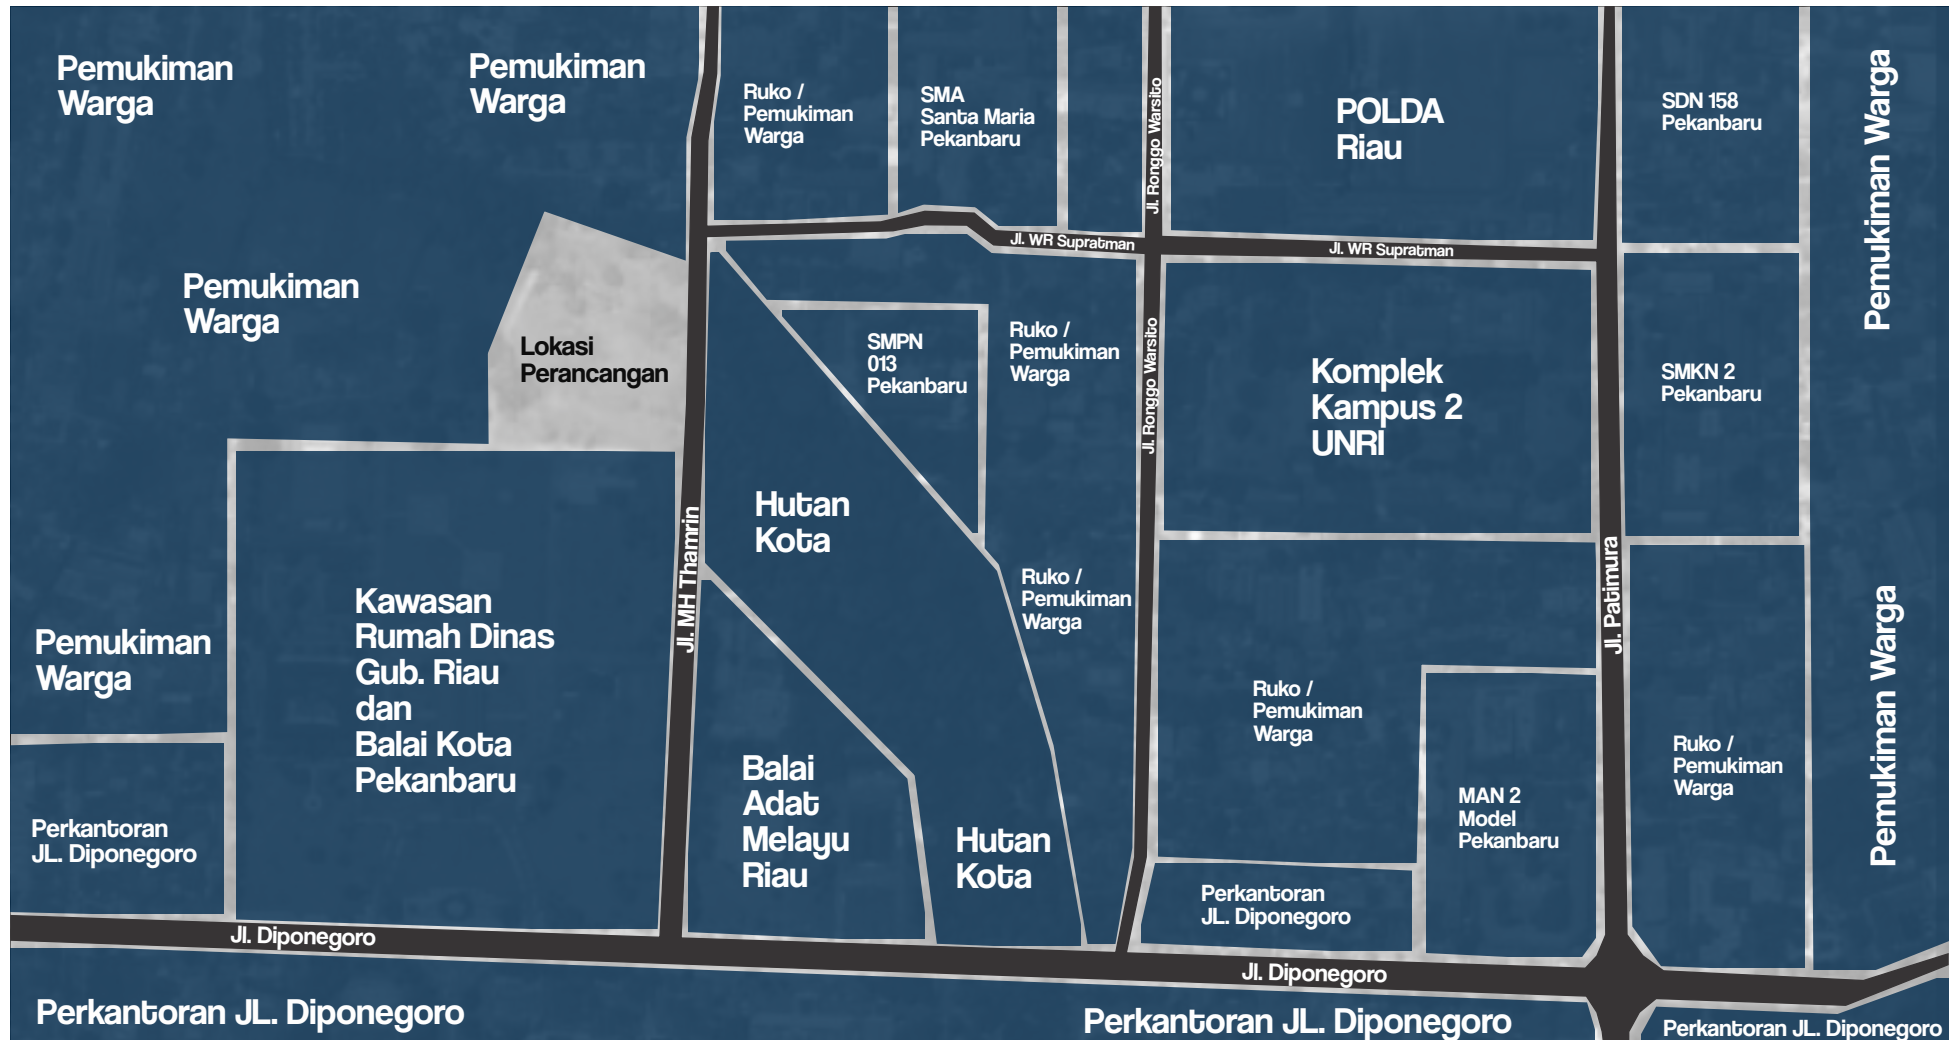 Pemukiman
Warga
Pemukiman
Warga
Ruko /
Pemukiman
Warga
SMA
Santa Maria
Pekanbaru
Jl. Ronggo Warsito
POLDA
Riau
SDN 158
Pekanbaru
Pemukiman Warga
Jl. WR Supratman
Jl. WR Supratman
Pemukiman
Warga
Lokasi
Perancangan
SMPN
013
Pekanbaru
Ruko /
Pemukiman
Warga
Jl. Ronggo Warsito
Komplek
Kampus 2
UNRI
SMKN 2
Pekanbaru
Hutan
Kota
Jl. MH Thamrin
Ruko /
Pemukiman
Warga
Jl. Patimura
Pemukiman Warga
Pemukiman
Warga
Kawasan
Rumah Dinas
Gub. Riau
dan
Balai Kota
Pekanbaru
Ruko /
Pemukiman
Warga
Ruko /
Pemukiman
Warga
Balai
Adat
Melayu
Riau
Hutan
Kota
MAN 2
Model
Pekanbaru
Perkantoran
JL. Diponegoro
Perkantoran
JL. Diponegoro
Jl. Diponegoro
Jl. Diponegoro
Perkantoran JL. Diponegoro
Perkantoran JL. Diponegoro
Perkantoran JL. Diponegoro